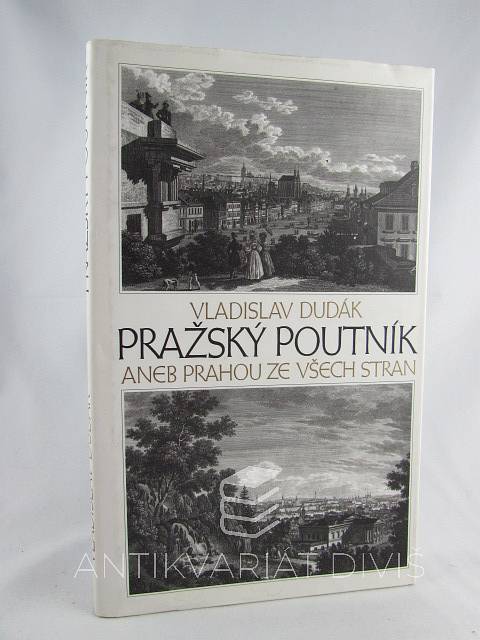 VLADISLAV DUDÁK
PRAŽSKÝ POUTNÍK
ANEB PRAHOU ZE VŠECH STRAN
ANTIKVARIÁT DIVIŠ